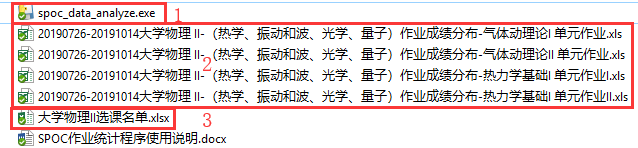 spoc_data_analyze.exe 1
20190726-20191014大学物理 II-（热学、振动和波、光学、量子）作业成绩分布-气体动理论I 单元作业.xls
20190726-20191014大学物理 II-（热学、振动和波、光学、量子）作业成绩分布-气体动理论II 单元作业.xls
2
20190726-20191014大学物理 II-（热学、振动和波、光学、量子）作业成绩分布-热力学基础I 单元作业I.xls
20190726-20191014大学物理 II-（热学、振动和波、光学、量子）作业成绩分布-热力学基础I 单元作业II.xls
大学物理II选课名单.xlsx 3
SPOC作业统计程序使用说明.docx